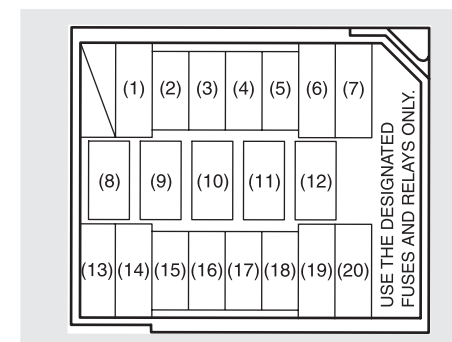 (1) (2) (3) (4) (5) (6) (7)
(8) (9) (10) (11) (12)
(13) (14) (15) (16) (17) (18) (19) (20)
USE THE DESIGNATED
FUSES AND RELAYS ONLY.